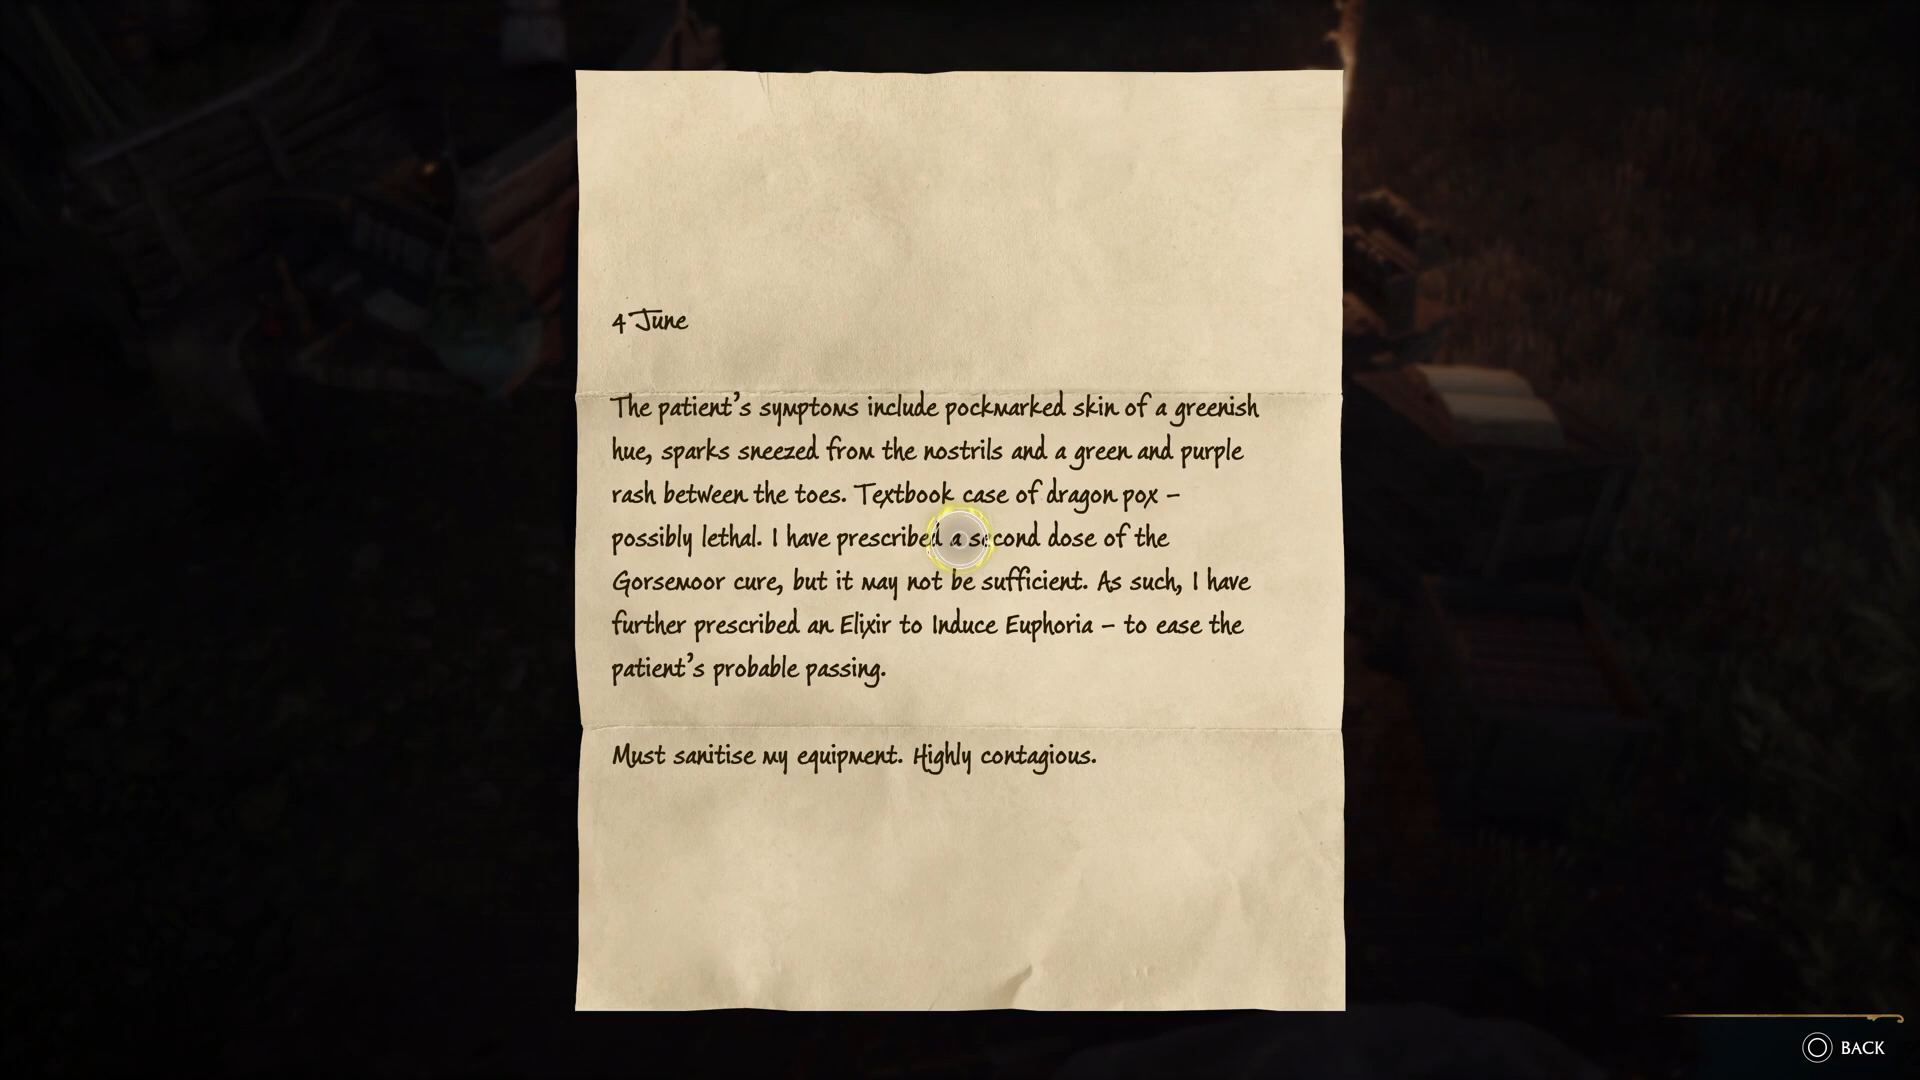 4 June
The patient's symptoms include pockmarked skin of a greenish
hue, sparks sneezed from the nostrils and a green and purple
rash between the toes. Textbook case of dragon pox –
possibly lethal. I have prescribed a second dose of the
Gorsemoor cure, but it may not be sufficient. As such, I have
further prescribed an Elixir to Induce Euphoria – to ease the
patient's probable passing.
Must sanitise my equipment. Highly contagious.
BACK